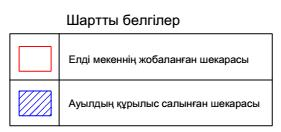 Шартты белгілер
Елді мекеннің жобаланған шекарасы
Ауылдың құрылыс салынған шекарасы